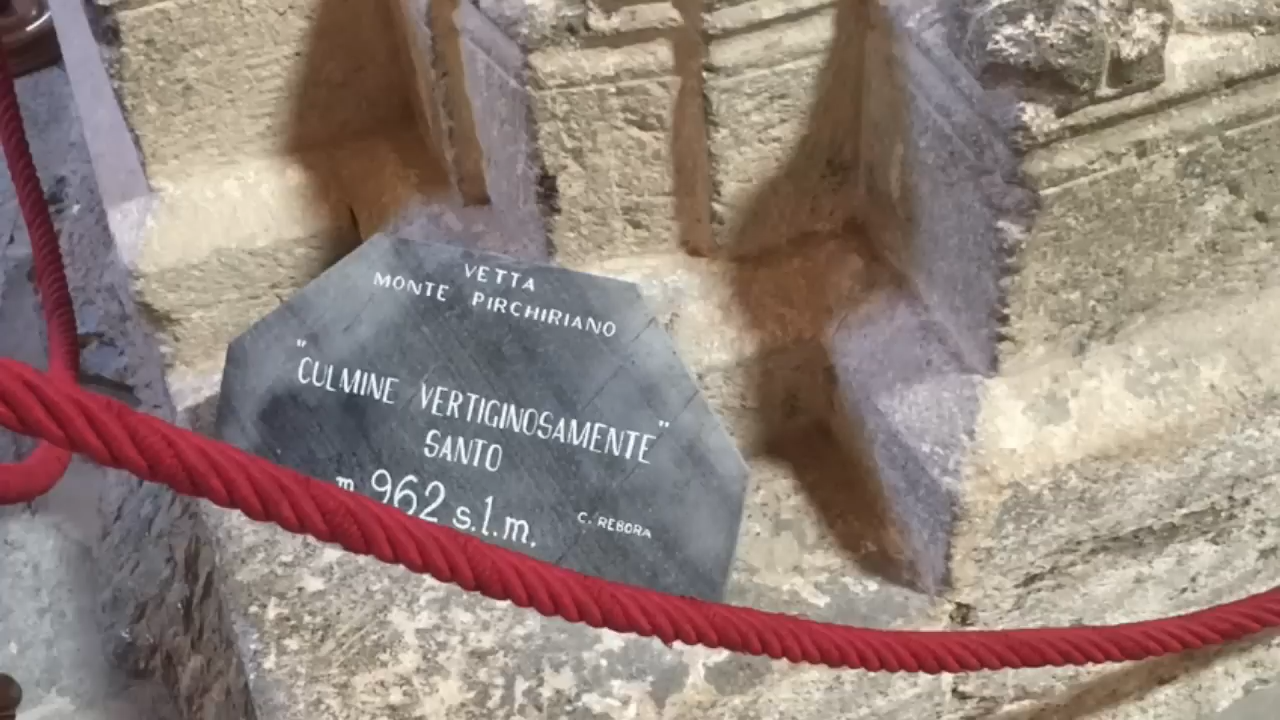 VETTA
MONTE PIRCHIRIANO
"CULMINE VERTIGINOSAMENTE"
SANTO
m 962 s.l.m.
C. REBORA